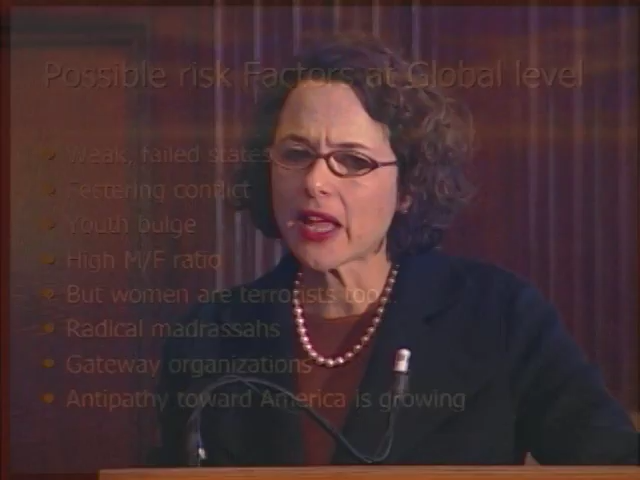 Possible risk Factors at Global level
Weak, failed states
Festering conflict
Youth bulge
High M/F ratio
But women are terrorists too...
Radical madrassahs
Gateway organizations
Antipathy toward America is growing